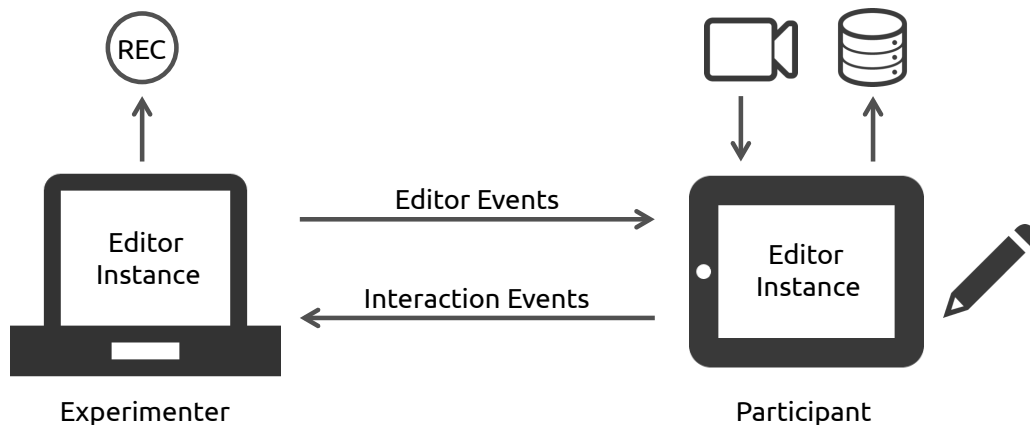 REC
Editor
Instance
Editor Events
Interaction Events
Editor
Instance
Experimenter
Participant